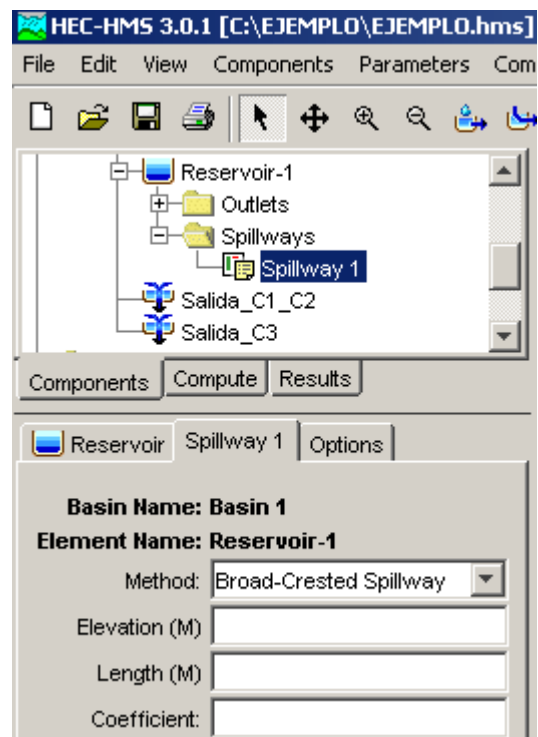 HEC-HMS 3.0.1 [C:\EJEMPLO\EJEMPLO.hms]
File Edit View Components Parameters Com
Reservoir-1
Outlets
Spillways
Spillway 1
Salida_C1_C2
Salida_C3
Components Compute Results
Reservoir Spillway 1 Options
Basin Name: Basin 1
Element Name: Reservoir-1
Method: Broad-Crested Spillway
Elevation (M)
Length (M)
Coefficient: